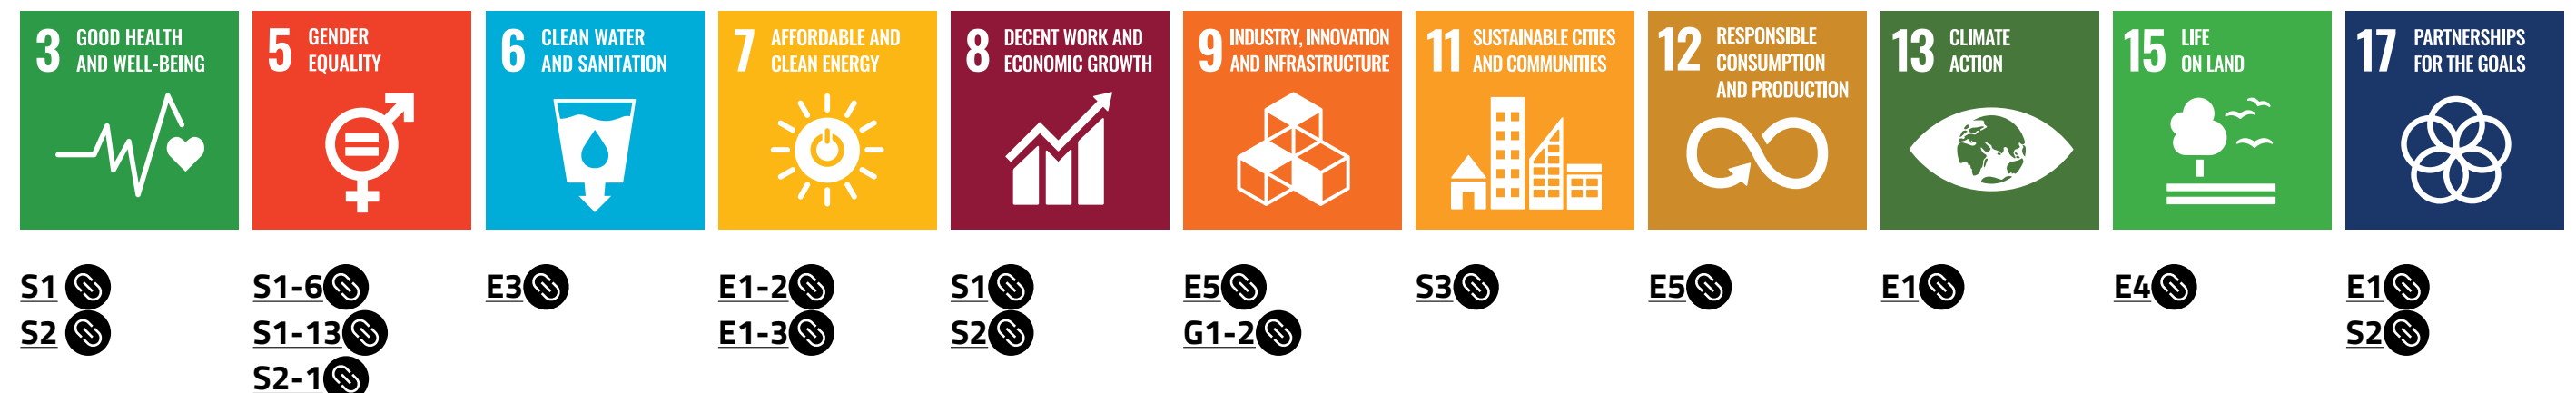 3 GOOD HEALTH
AND WELL-BEING
5 GENDER
EQUALITY
6 CLEAN WATER
AND SANITATION
7 AFFORDABLE AND
CLEAN ENERGY
8 DECENT WORK AND
ECONOMIC GROWTH
9 INDUSTRY, INNOVATION
AND INFRASTRUCTURE
11 SUSTAINABLE CITIES
AND COMMUNITIES
12 RESPONSIBLE
CONSUMPTION
AND PRODUCTION
13 CLIMATE
ACTION
15 LIFE
ON LAND
17 PARTNERSHIPS
FOR THE GOALS
S1
S2
S1-6
S1-13
S2-1
E3
E1-2
E1-3
S1
S2
E5
G1-2
S3
E5
E1
E4
E1
S2